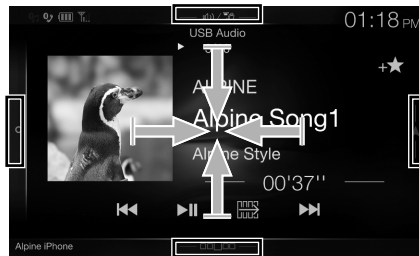 01:18 PM
USB Audio
ALPINE
Alpine Song1
Alpine Style
00'37''
Alpine iPhone